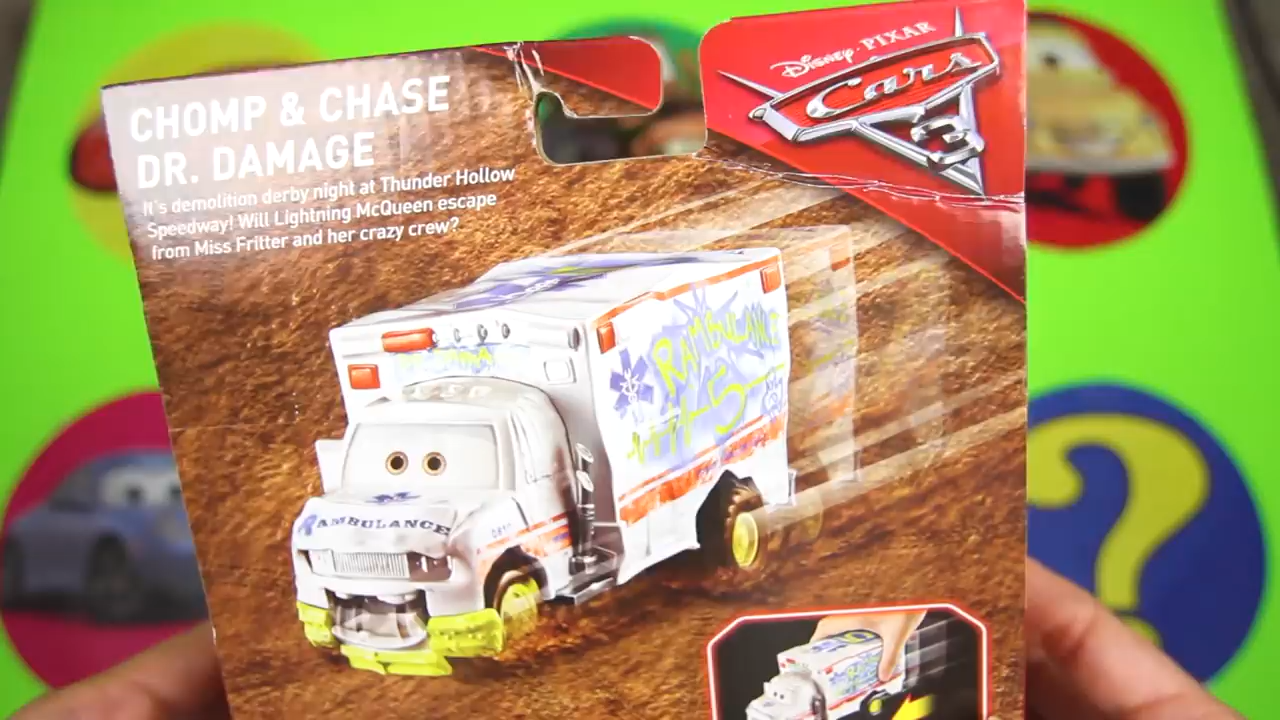 CHOMP & CHASE
DR. DAMAGE
It's demolition derby night at Thunder Hollow
Speedway! Will Lightning McQueen escape
from Miss Fritter and her crazy crew?
Disney·PIXAR
Cars
3
RAMBULANCE
5
RAMBULANCE
?